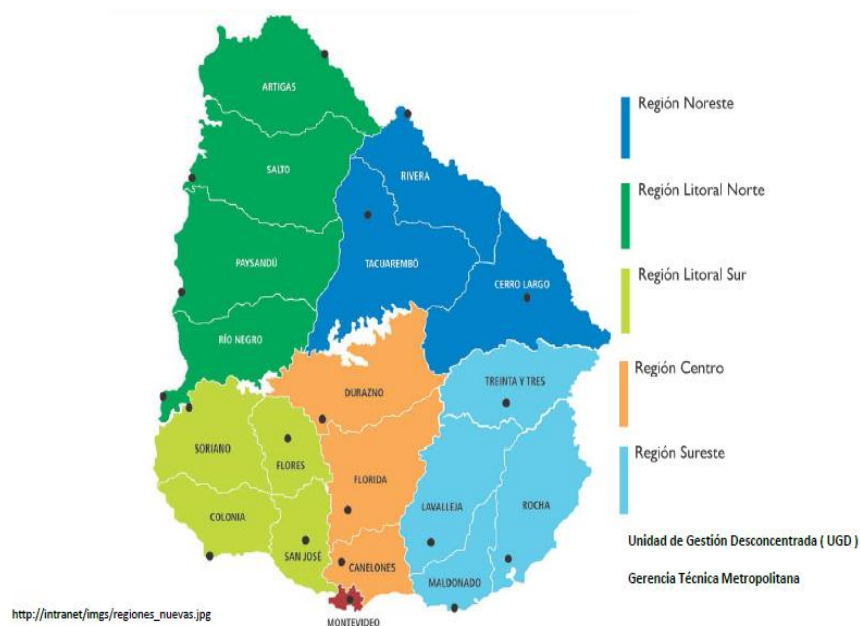 ARTIGAS
SALTO
RIVERA
PAYSANDÚ
TACUAREMBÓ
CERRO LARGO
RÍO NEGRO
DURAZNO
TREINTA Y TRES
SORIANO
FLORES
FLORIDA
LAVALLEJA
ROCHA
COLONIA
SAN JOSÉ
CANELONES
MALDONADO
MONTEVIDEO
Región Noreste
Región Litoral Norte
Región Litoral Sur
Región Centro
Región Sureste
Unidad de Gestión Desconcentrada ( UGD )
Gerencia Técnica Metropolitana
http://intranet/imgs/regiones_nuevas.jpg